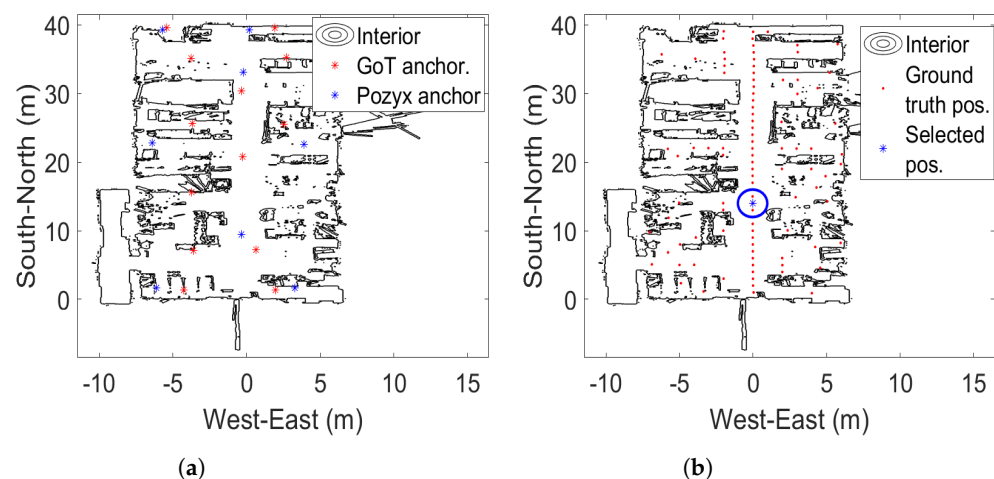 40
30
20
10
0
South-North (m)
-10 -5 0 5 10 15
West-East (m)
Interior
GoT anchor.
Pozyx anchor
(a)
40
30
20
10
0
South-North (m)
-10 -5 0 5 10 15
West-East (m)
Interior
Ground
truth pos.
Selected
pos.
(b)